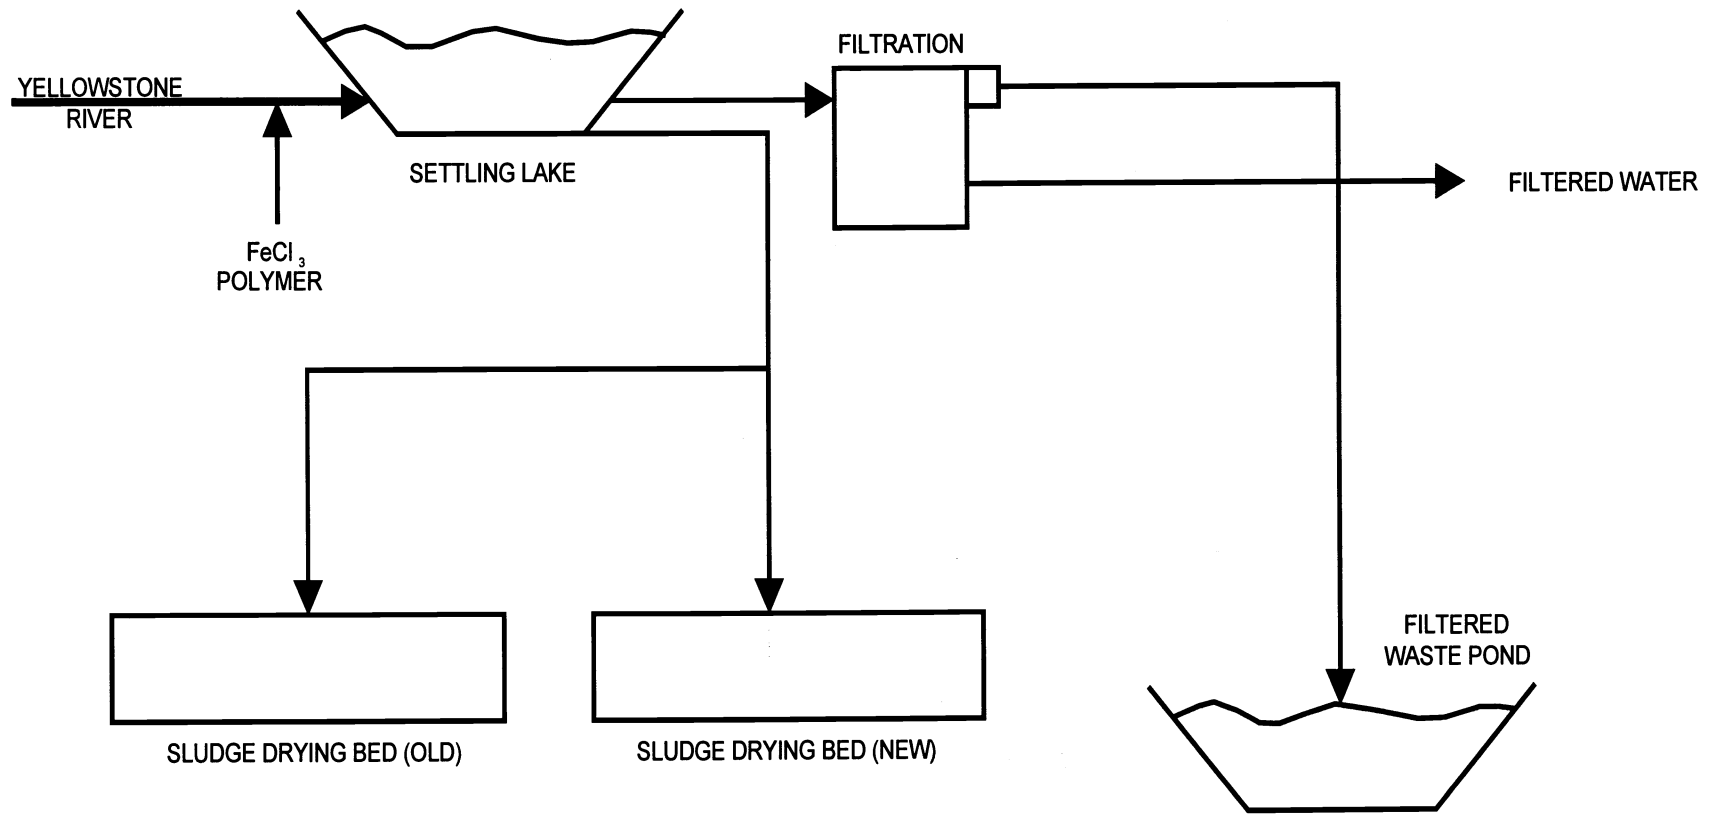 FILTRATION
YELLOWSTONE
RIVER
SETTLING LAKE
FILTERED WATER
FeCl3
POLYMER
FILTERED
WASTE POND
SLUDGE DRYING BED (OLD)
SLUDGE DRYING BED (NEW)